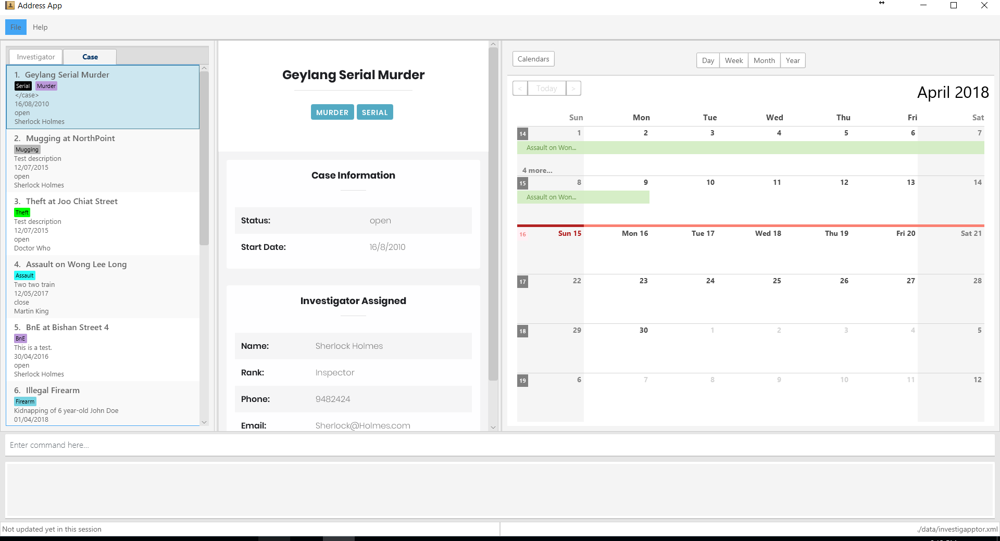 Address App
File Help
Investigator Case
1. Geylang Serial Murder
Serial Murder
</case>
16/08/2010
open
Sherlock Holmes
2. Mugging at NorthPoint
Mugging
Test description
12/07/2015
open
Sherlock Holmes
3. Theft at Joo Chiat Street
Theft
Test description
12/07/2015
open
Doctor Who
4. Assault on Wong Lee Long
Assault
Two two train
12/05/2017
close
Martin King
5. BnE at Bishan Street 4
BnE
This is a test.
30/04/2016
open
Sherlock Holmes
6. Illegal Firearm
Firearm
Kidnapping of 6 year-old John Doe
01/04/2018
Geylang Serial Murder
MURDER SERIAL
Case Information
Status: open
Start Date: 16/8/2010
Investigator Assigned
Name: Sherlock Holmes
Rank: Inspector
Phone: 9482424
Email: Sherlock@Holmes.com
Calendars
Day Week Month Year
< Today >
April 2018
Sun Mon Tue Wed Thu Fri Sat
14 1 2 3 4 5 6 7
Assault on Won...
4 more...
15 8 9 10 11 12 13 14
Assault on Won...
16 Sun 15 Mon 16 Tue 17 Wed 18 Thu 19 Fri 20 Sat 21
17 22 23 24 25 26 27 28
18 29 30 1 2 3 4 5
19 6 7 8 9 10 11 12
Enter command here...
Not updated yet in this session
./data/investigapptor.xml